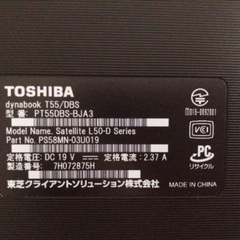 TOSHIBA
dynabook T55/DBS
型番: PT55DBS-BJA3
Model Name. Satellite L50-D Series
Part No. PS58MN-03U019
定格電圧: DC 19 V 定格電流: 2.37 A
製造番号: 7H072875H
東芝クライアントソリューション株式会社
MADE IN CHINA
VCCI
PC
リサイクル